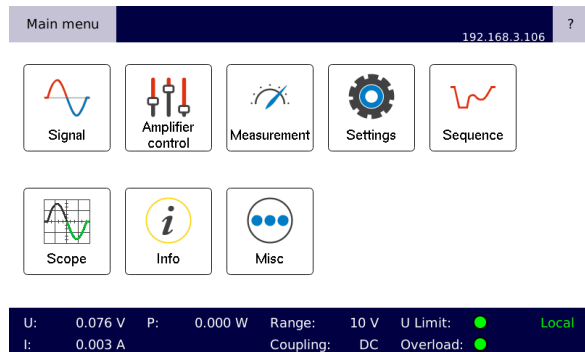 Main menu
192.168.3.106
?
Signal
Amplifier
control
Measurement
Settings
Sequence
Scope
Info
Misc
U: 0.076 V P: 0.000 W Range: 10 V U Limit: Local
I: 0.003 A Coupling: DC Overload: